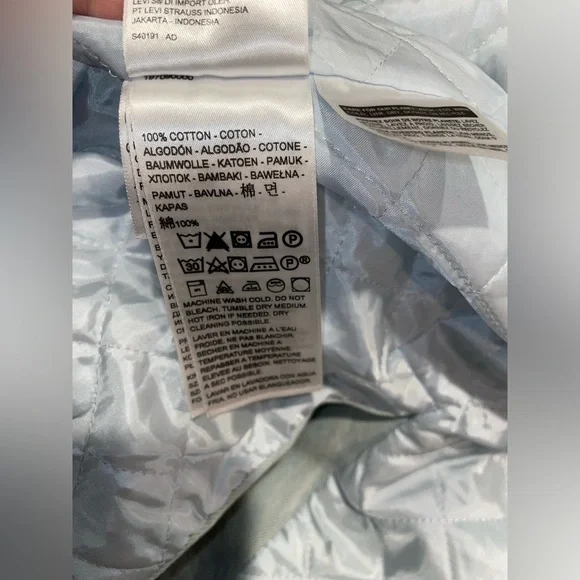 LEVI'S® DI IMPORT OLEH
PT LEVI STRAUSS INDONESIA
JAKARTA - INDONESIA
S40191 AD
100% COTTON - COTON -
ALGODÓN - ALGODÃO - COTONE -
BAUMWOLLE - KATOEN - PAMUK -
ХЛОПОК - BAMBAKI - BAWEŁNA -
PAMUT - BAVLNA - 棉 - 면 -
KAPAS
綿100%
MACHINE WASH COLD. DO NOT
BLEACH. TUMBLE DRY MEDIUM
HOT IRON IF NEEDED. DRY
CLEANING POSSIBLE
LAVER EN MACHINE A L'EAU
FROIDE, NE PAS BLANCHIR.
SECHER EN MACHINE A
TEMPERATURE MOYENNE.
REPASSER A TEMPERATURE
ELEVEE AU BESOIN. NETTOYAGE
A SEC POSSIBLE
LAVAR EN LAVADORA CON AGUA
FRIA. NO USAR BLANQUEADOR.
CARE FOR OUR PLANET: